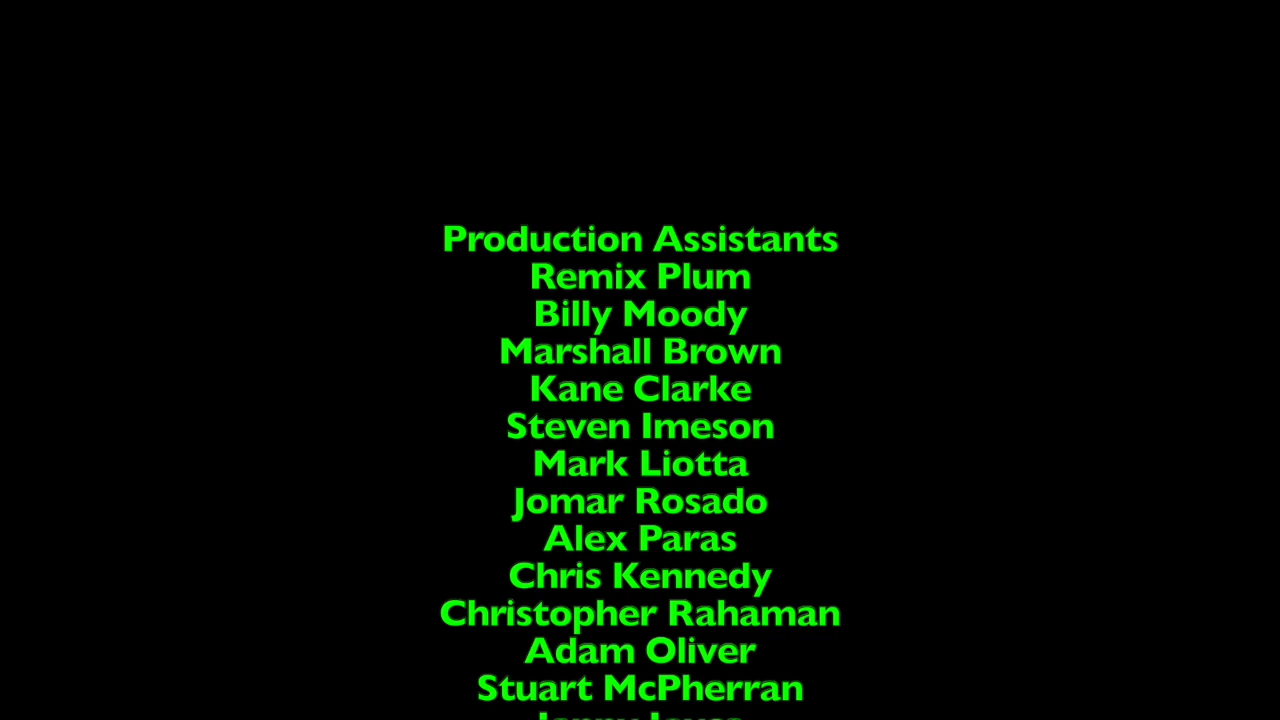 Production Assistants
Remix Plum
Billy Moody
Marshall Brown
Kane Clarke
Steven Imeson
Mark Liotta
Jomar Rosado
Alex Paras
Chris Kennedy
Christopher Rahaman
Adam Oliver
Stuart McPherran